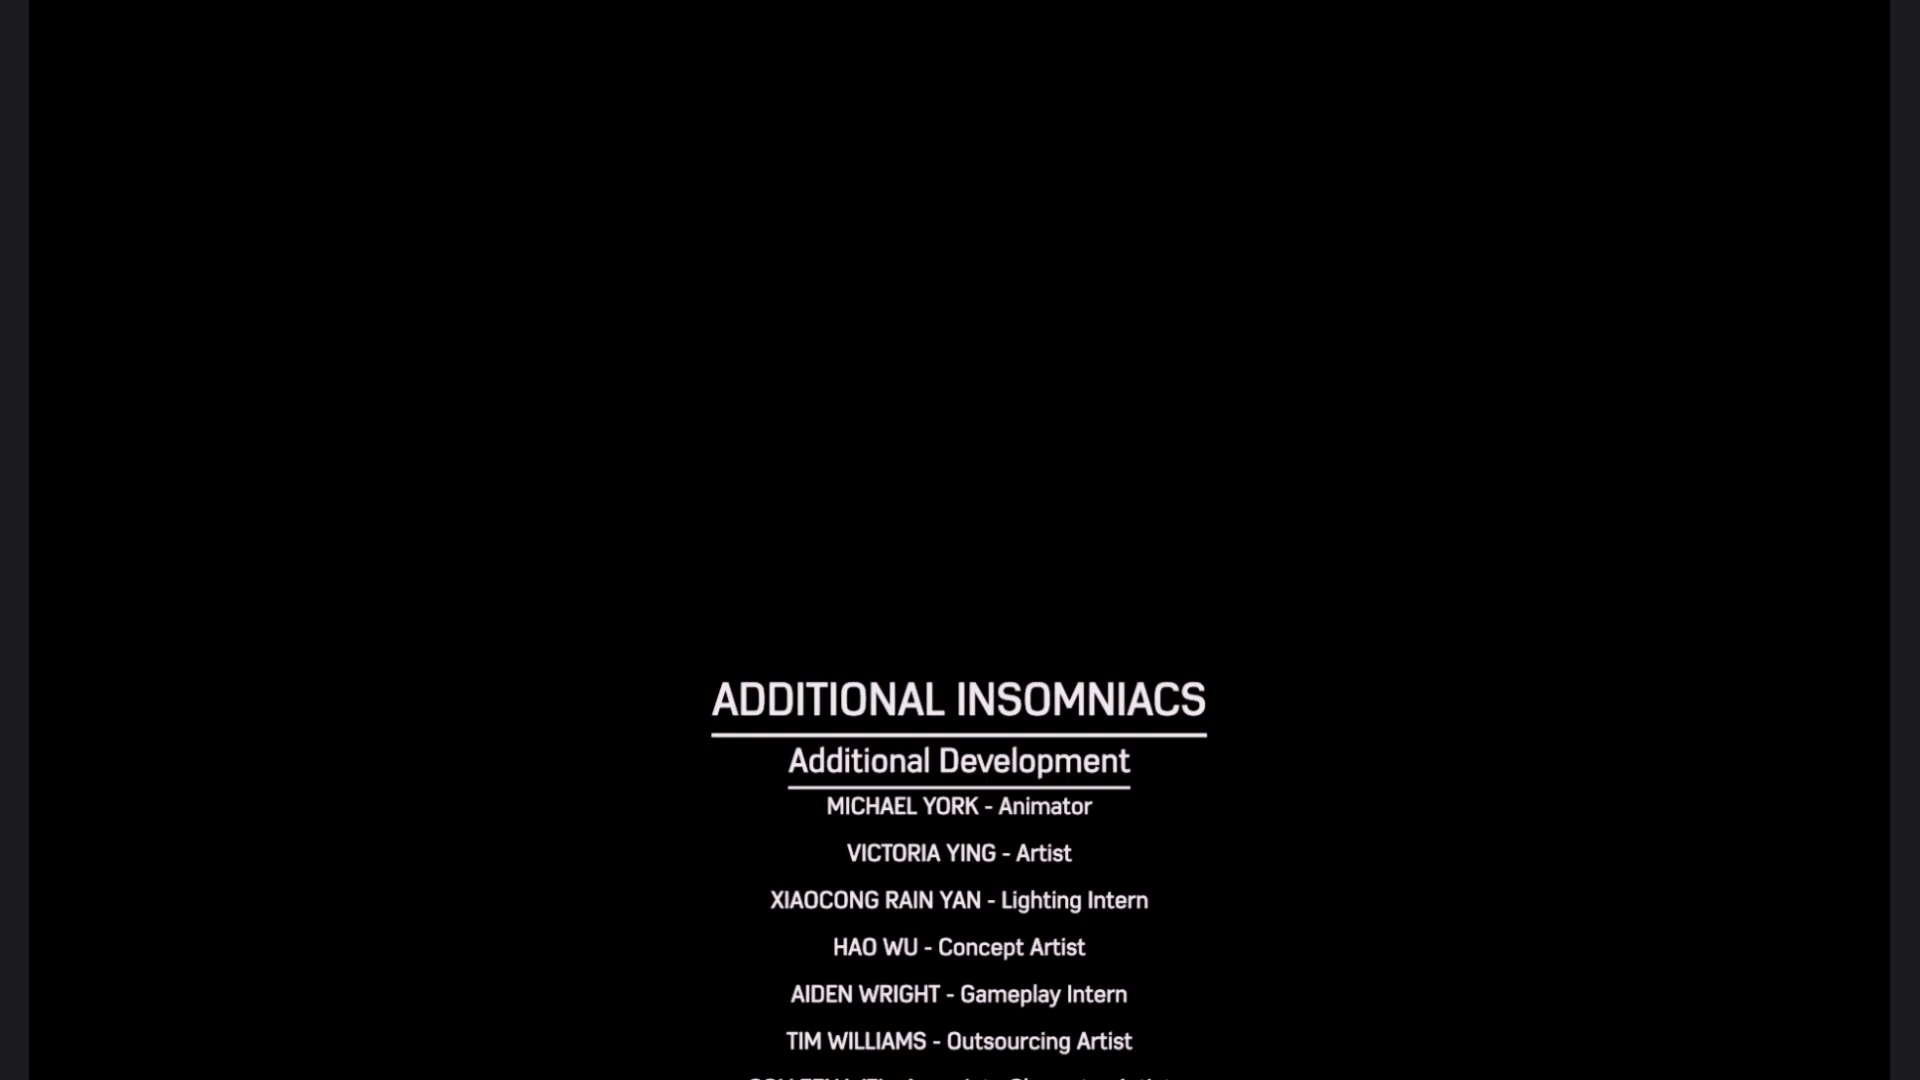 ADDITIONAL INSOMNIACS
Additional Development
MICHAEL YORK - Animator
VICTORIA YING - Artist
XIAOCONG RAIN YAN - Lighting Intern
HAO WU - Concept Artist
AIDEN WRIGHT - Gameplay Intern
TIM WILLIAMS - Outsourcing Artist